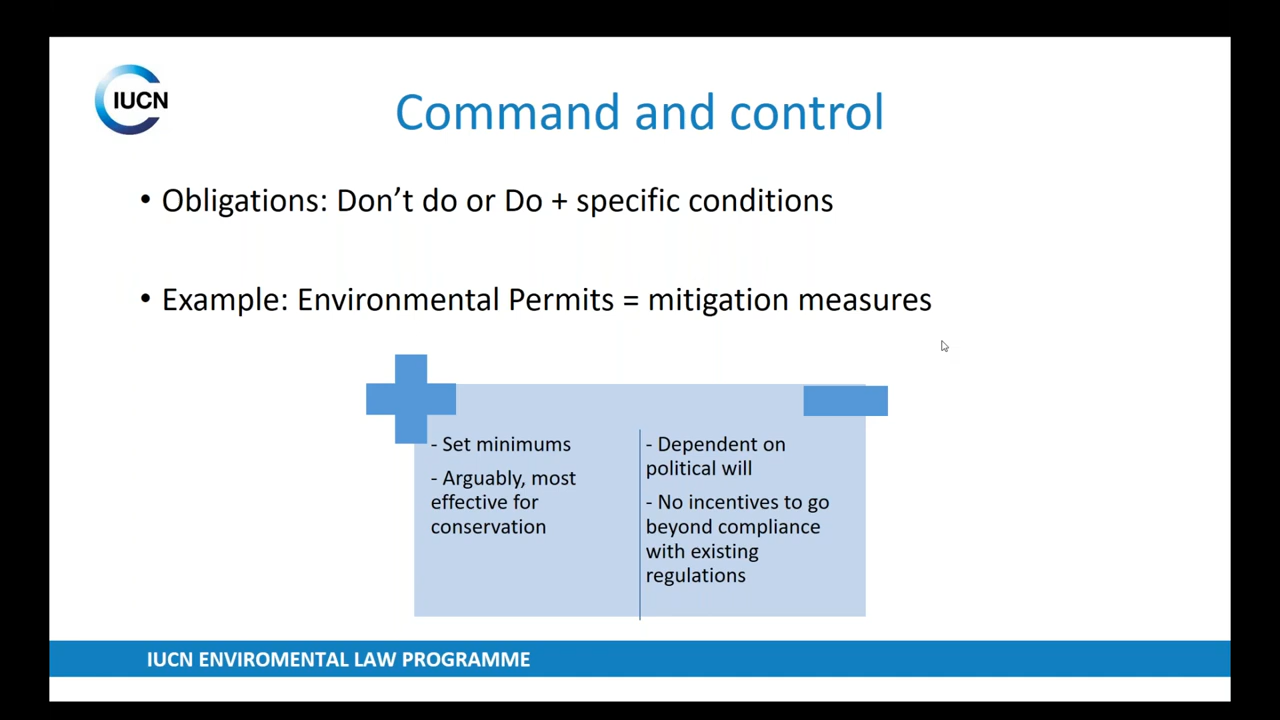 IUCN
Command and control
• Obligations: Don't do or Do + specific conditions
• Example: Environmental Permits = mitigation measures
- Set minimums
- Arguably, most
effective for
conservation
- Dependent on
political will
- No incentives to go
beyond compliance
with existing
regulations
IUCN ENVIROMENTAL LAW PROGRAMME